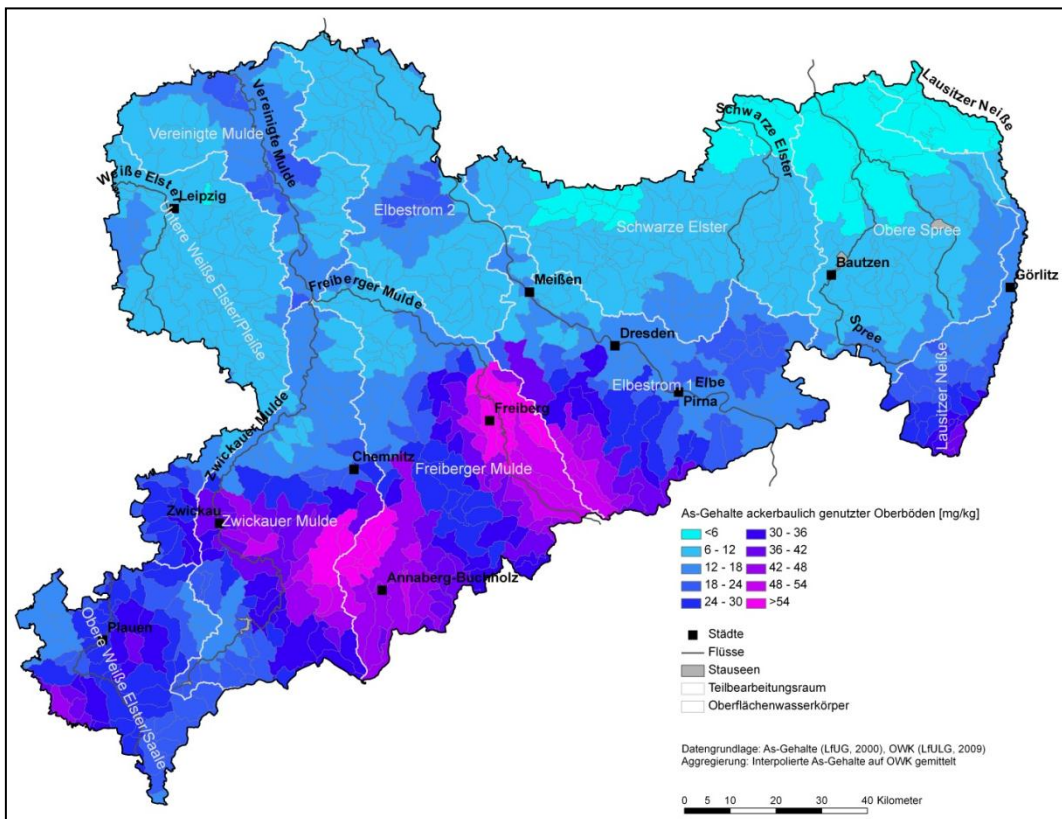 Vereinigte Mulde
Vereinigte Mulde
Weiße Elster
Leipzig
Untere Weiße Elster/Pleiße
Elbestrom 2
Schwarze Elster
Schwarze Elster
Lausitzer Neiße
Obere Spree
Bautzen
Görlitz
Spree
Lausitzer Neiße
Freiberger Mulde
Meißen
Dresden
Elbestrom 1
Elbe
Pirna
Freiberg
Zwickauer Mulde
Chemnitz
Freiberger Mulde
Zwickau
Zwickauer Mulde
Annaberg-Buchholz
Plauen
Obere Weiße Elster/Saale
As-Gehalte ackerbaulich genutzter Oberböden [mg/kg]
<6 30 - 36
6 - 12 36 - 42
12 - 18 42 - 48
18 - 24 48 - 54
24 - 30 >54
Städte
Flüsse
Stauseen
Teilbearbeitungsraum
Oberflächenwasserkörper
Datengrundlage: As-Gehalte (LfUG, 2000), OWK (LfULG, 2009)
Aggregierung: Interpolierte As-Gehalte auf OWK gemittelt
0 5 10 20 30 40 Kilometer